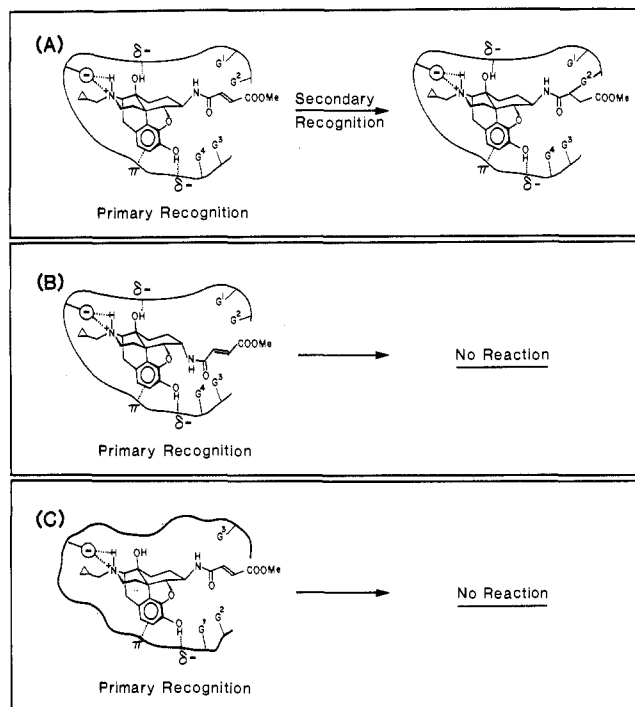 (A)
δ-
δ-
G¹
G²
G¹
G²
H
OH
H
N
COOMe
O
Secondary
Recognition
H
OH
H
N
COOMe
O
N
+
O
O
H
π
δ-
G⁴
G³
N
+
O
O
H
π
δ-
G⁴
G³
Primary Recognition
(B)
δ-
G¹
G²
H
OH
N
+
COOMe
HN
O
O
O
H
π
δ-
G⁴
G³
No Reaction
Primary Recognition
(C)
G³
H
OH
H
N
COOMe
O
N
+
O
O
H
π
δ-
G¹
G²
No Reaction
Primary Recognition